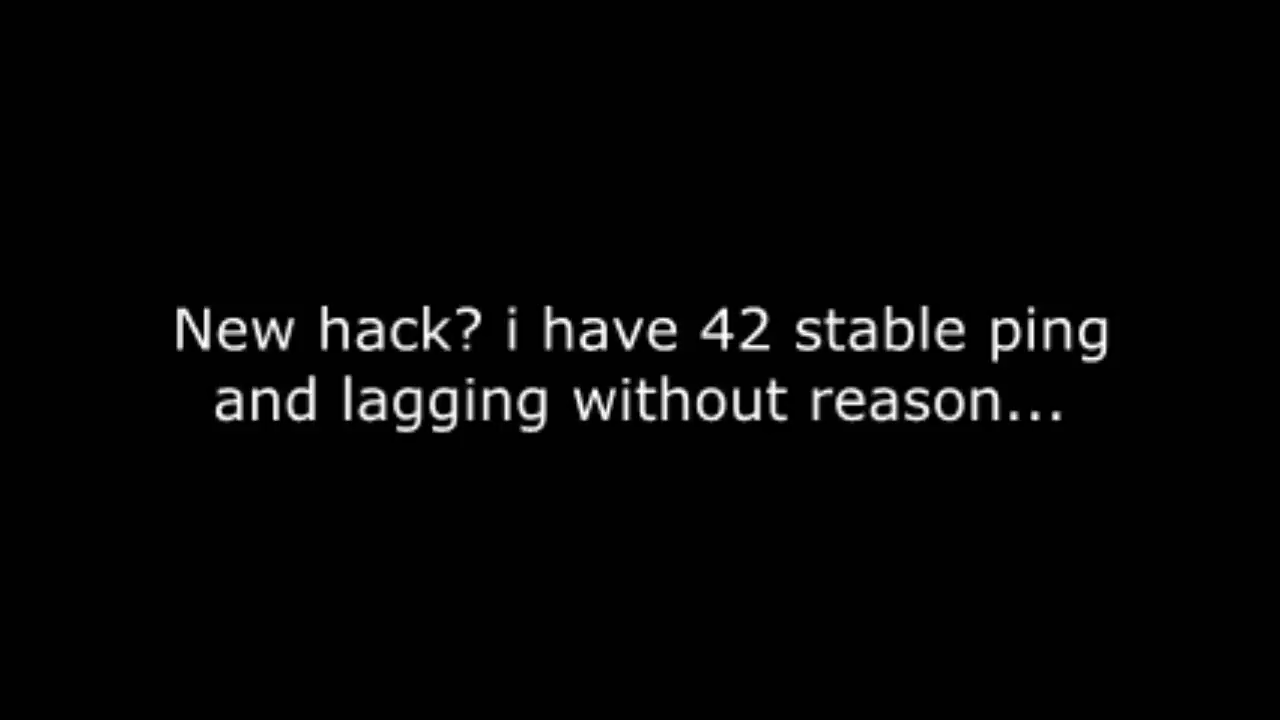 New hack? i have 42 stable ping
and lagging without reason...